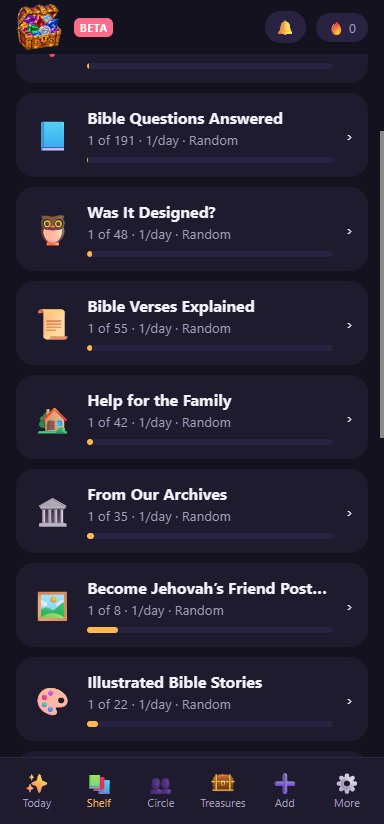 BETA
0
Bible Questions Answered
1 of 191 · 1/day · Random
Was It Designed?
1 of 48 · 1/day · Random
Bible Verses Explained
1 of 55 · 1/day · Random
Help for the Family
1 of 42 · 1/day · Random
From Our Archives
1 of 35 · 1/day · Random
Become Jehovah’s Friend Post…
1 of 8 · 1/day · Random
Illustrated Bible Stories
1 of 22 · 1/day · Random
Today Shelf Circle Treasures Add More